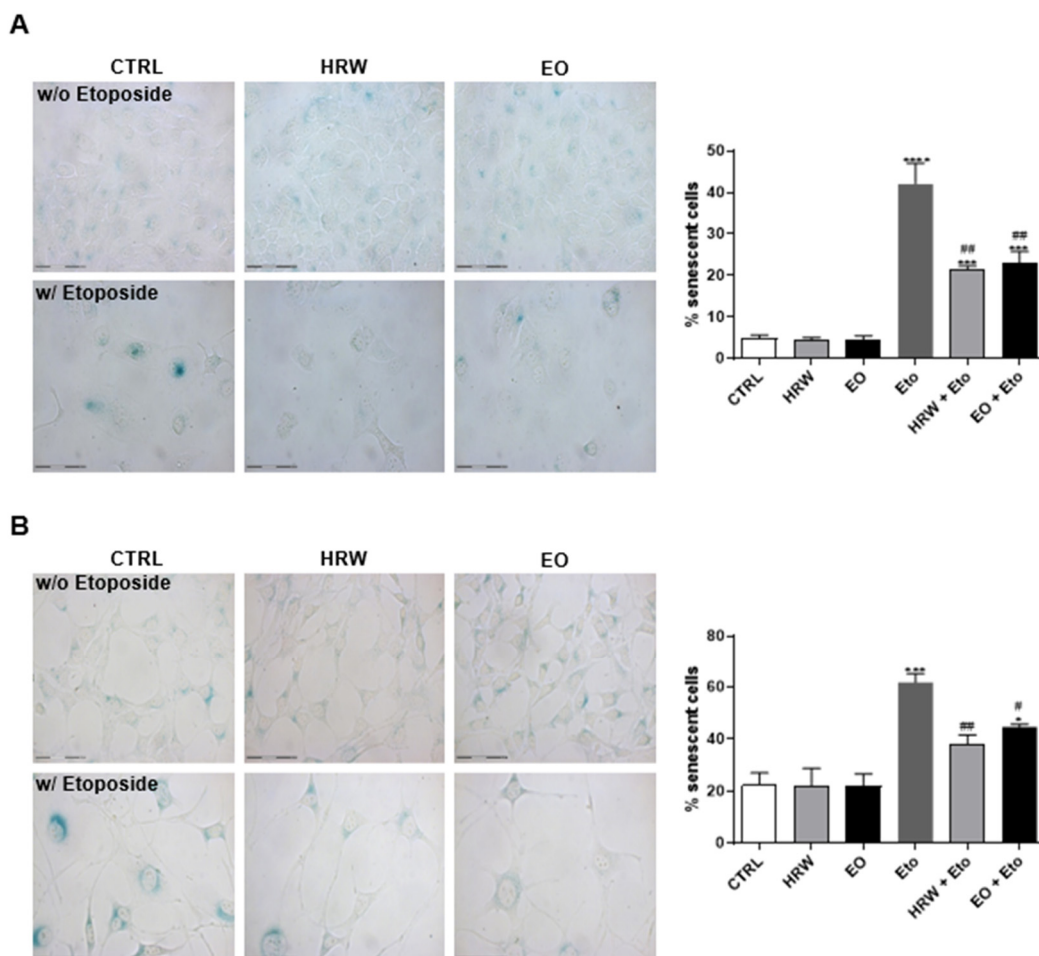 A
CTRL HRW EO
w/o Etoposide
w/ Etoposide
% senescent cells
50
40
30
20
10
0
****
##
***
##
***
CTRL
HRW
EO
Eto
HRW + Eto
EO + Eto
B
CTRL HRW EO
w/o Etoposide
w/ Etoposide
% senescent cells
80
60
40
20
0
***
##
#
*
CTRL
HRW
EO
Eto
HRW + Eto
EO + Eto